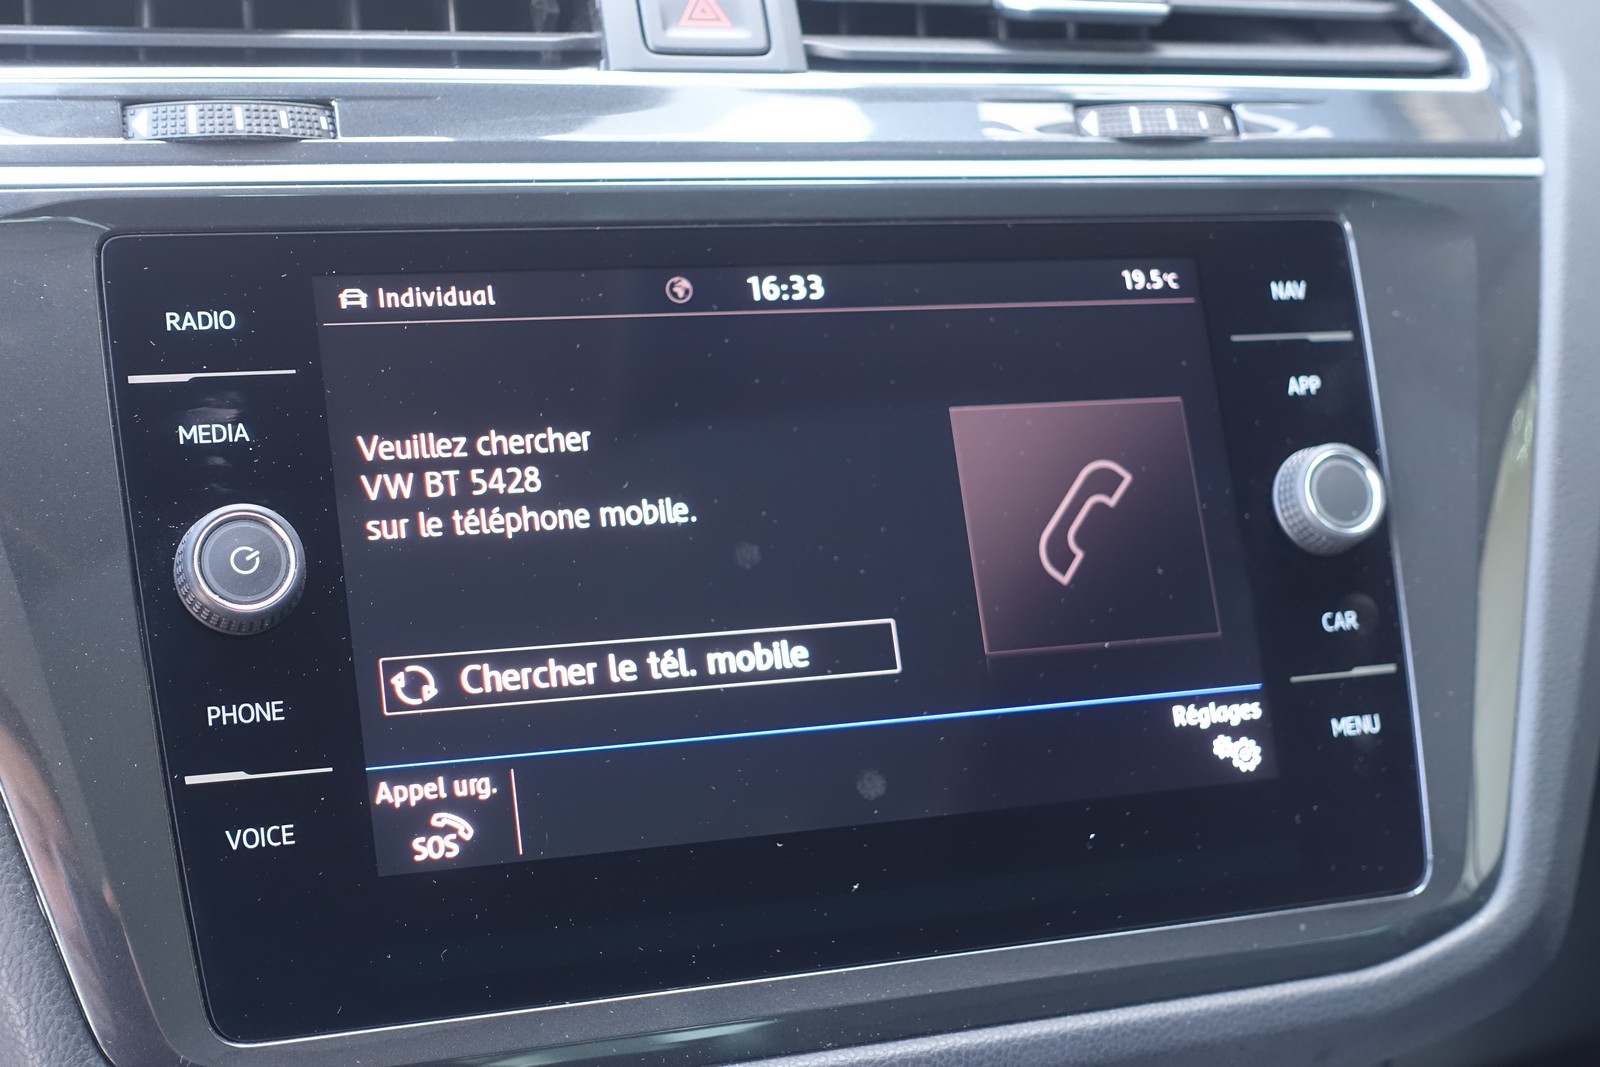 Individual 16:33 19.5°C
RADIO
MEDIA
PHONE
VOICE
Veuillez chercher
VW BT 5428
sur le téléphone mobile.
Chercher le tél. mobile
Appel urg.
SOS
Réglages
NAV
APP
CAR
MENU